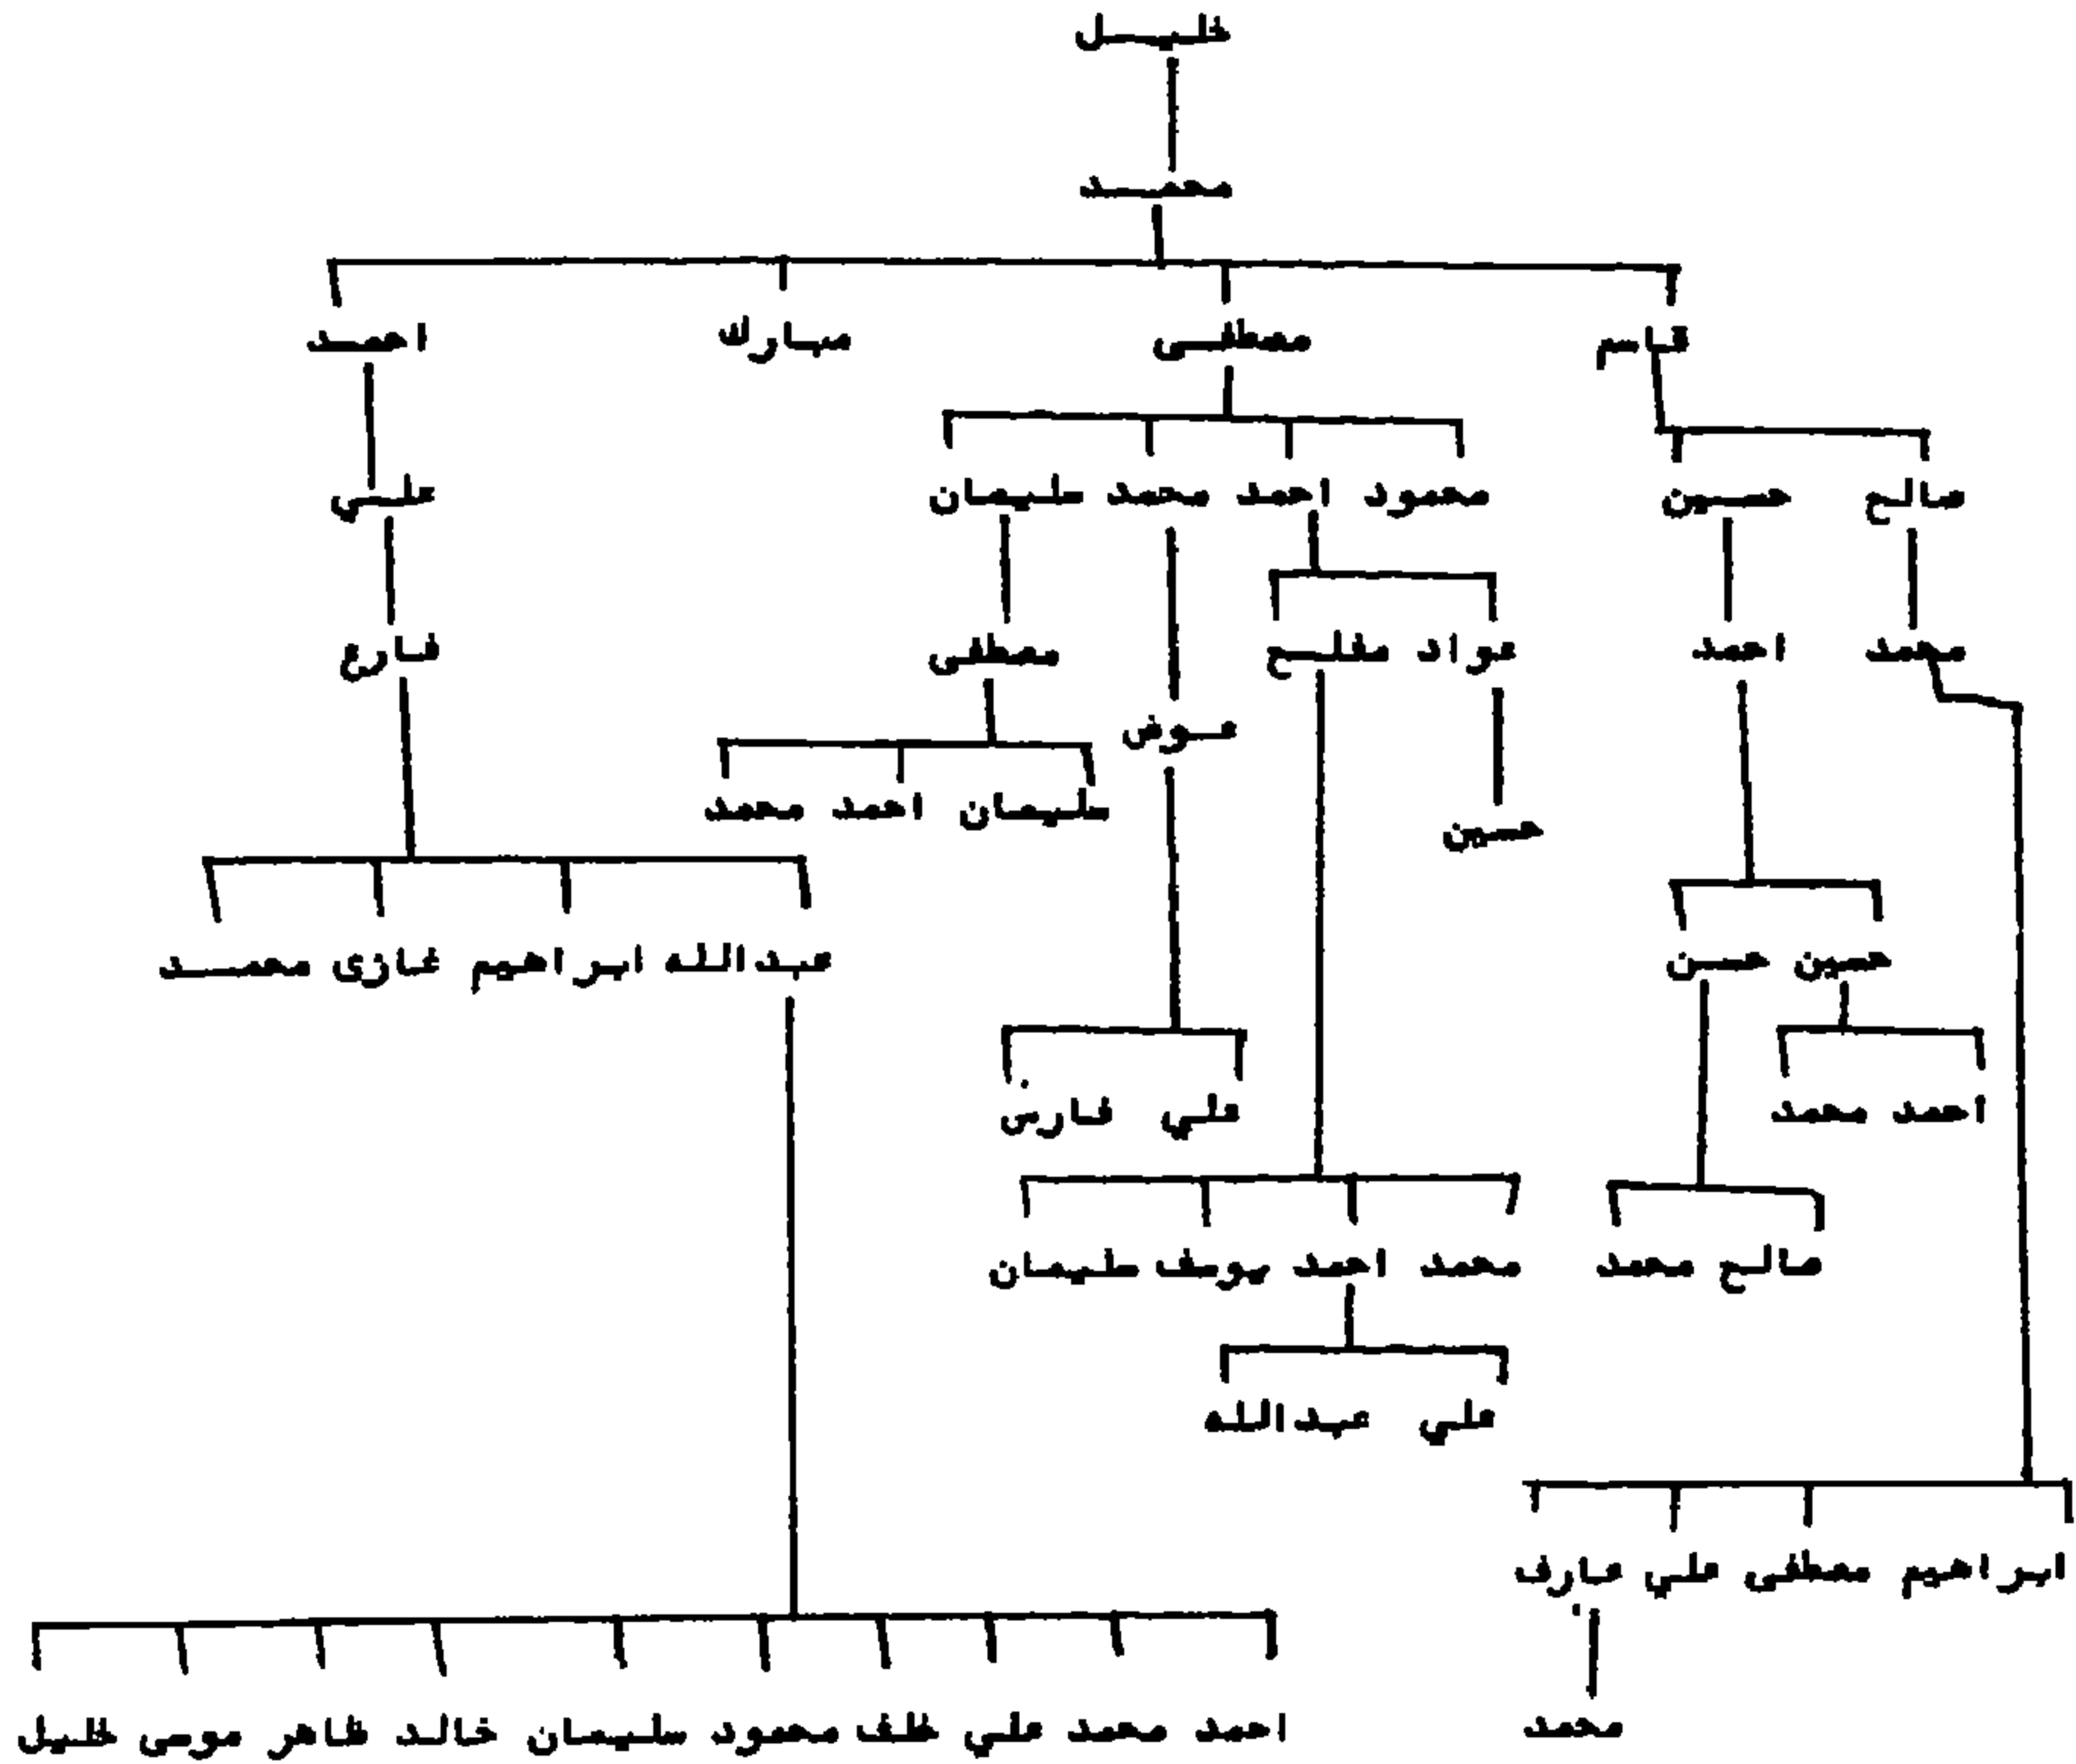 خليل
محمد
قاسم مصطفى مبارك احمد
صالح حسين محمود احمد محمد سليمان علي
محمد احمد عواد مفلح مصطفى فارع
عوض
سليمان احمد محمد
حسين
حسين حسن عبدالله ابراهيم غازي محمد
احمد محمد علي
صالح محمد محمد احمد يوسف سليمان
علي عبدالله
ابراهيم مصطفى علي عارف
محمد احمد محمد علي خلف محمود سليمان خالد ظاهر موسى خليل